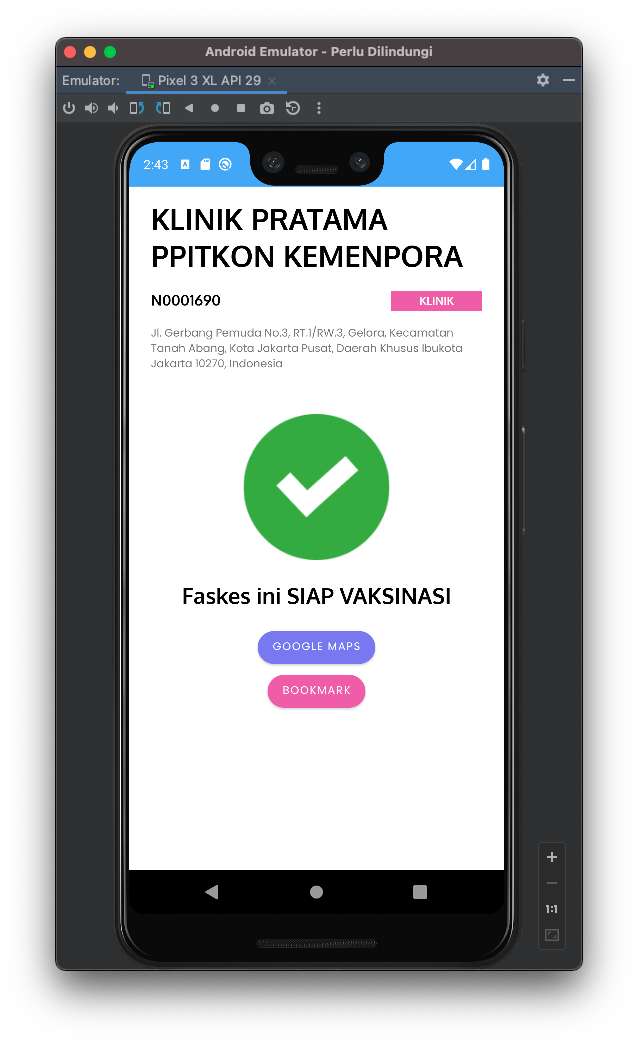 Android Emulator - Perlu Dilindungi
Emulator: Pixel 3 XL API 29
2:43
KLINIK PRATAMA
PPITKON KEMENPORA
N0001690 KLINIK
Jl. Gerbang Pemuda No.3, RT.1/RW.3, Gelora, Kecamatan
Tanah Abang, Kota Jakarta Pusat, Daerah Khusus Ibukota
Jakarta 10270, Indonesia
Faskes ini SIAP VAKSINASI
GOOGLE MAPS
BOOKMARK
1:1